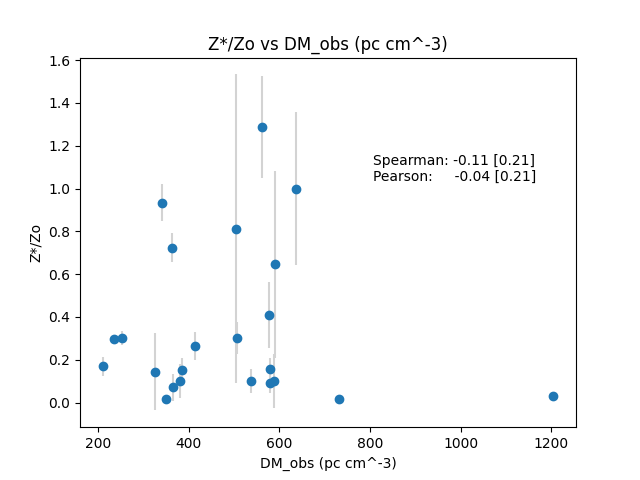 Z*/Zo vs DM_obs (pc cm^-3)
1.6
1.4
1.2
1.0
0.8
0.6
0.4
0.2
0.0
Z*/Zo
Spearman: -0.11 [0.21]
Pearson: -0.04 [0.21]
200 400 600 800 1000 1200
DM_obs (pc cm^-3)